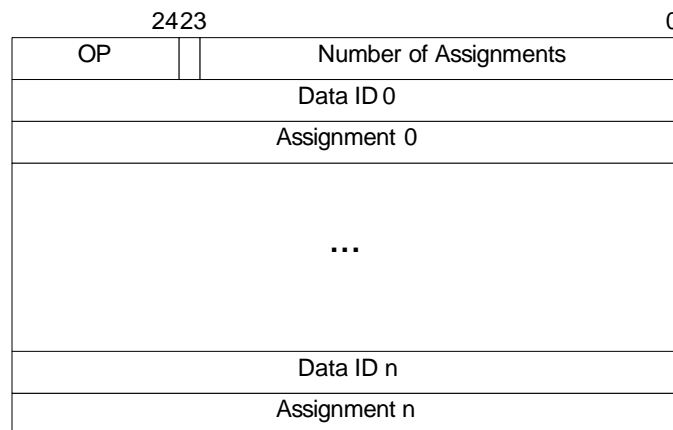 2423 0
OP Number of Assignments
Data ID 0
Assignment 0
...
Data ID n
Assignment n